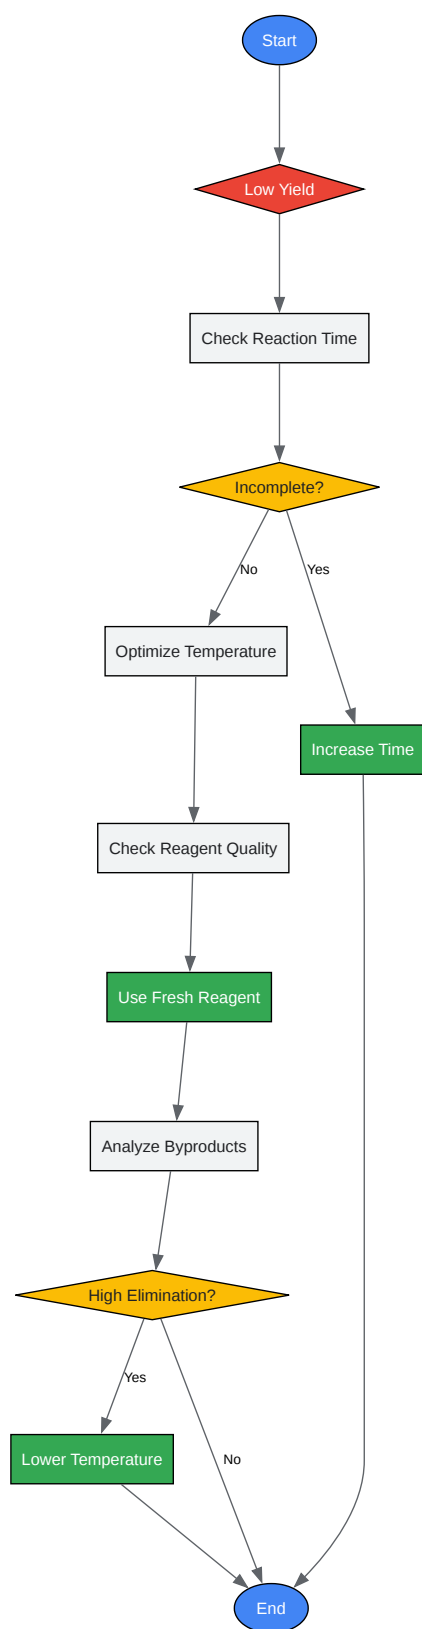 Start
Low Yield
Check Reaction Time
Incomplete?
No
Yes
Optimize Temperature
Increase Time
Check Reagent Quality
Use Fresh Reagent
Analyze Byproducts
High Elimination?
Yes
Lower Temperature
No
End